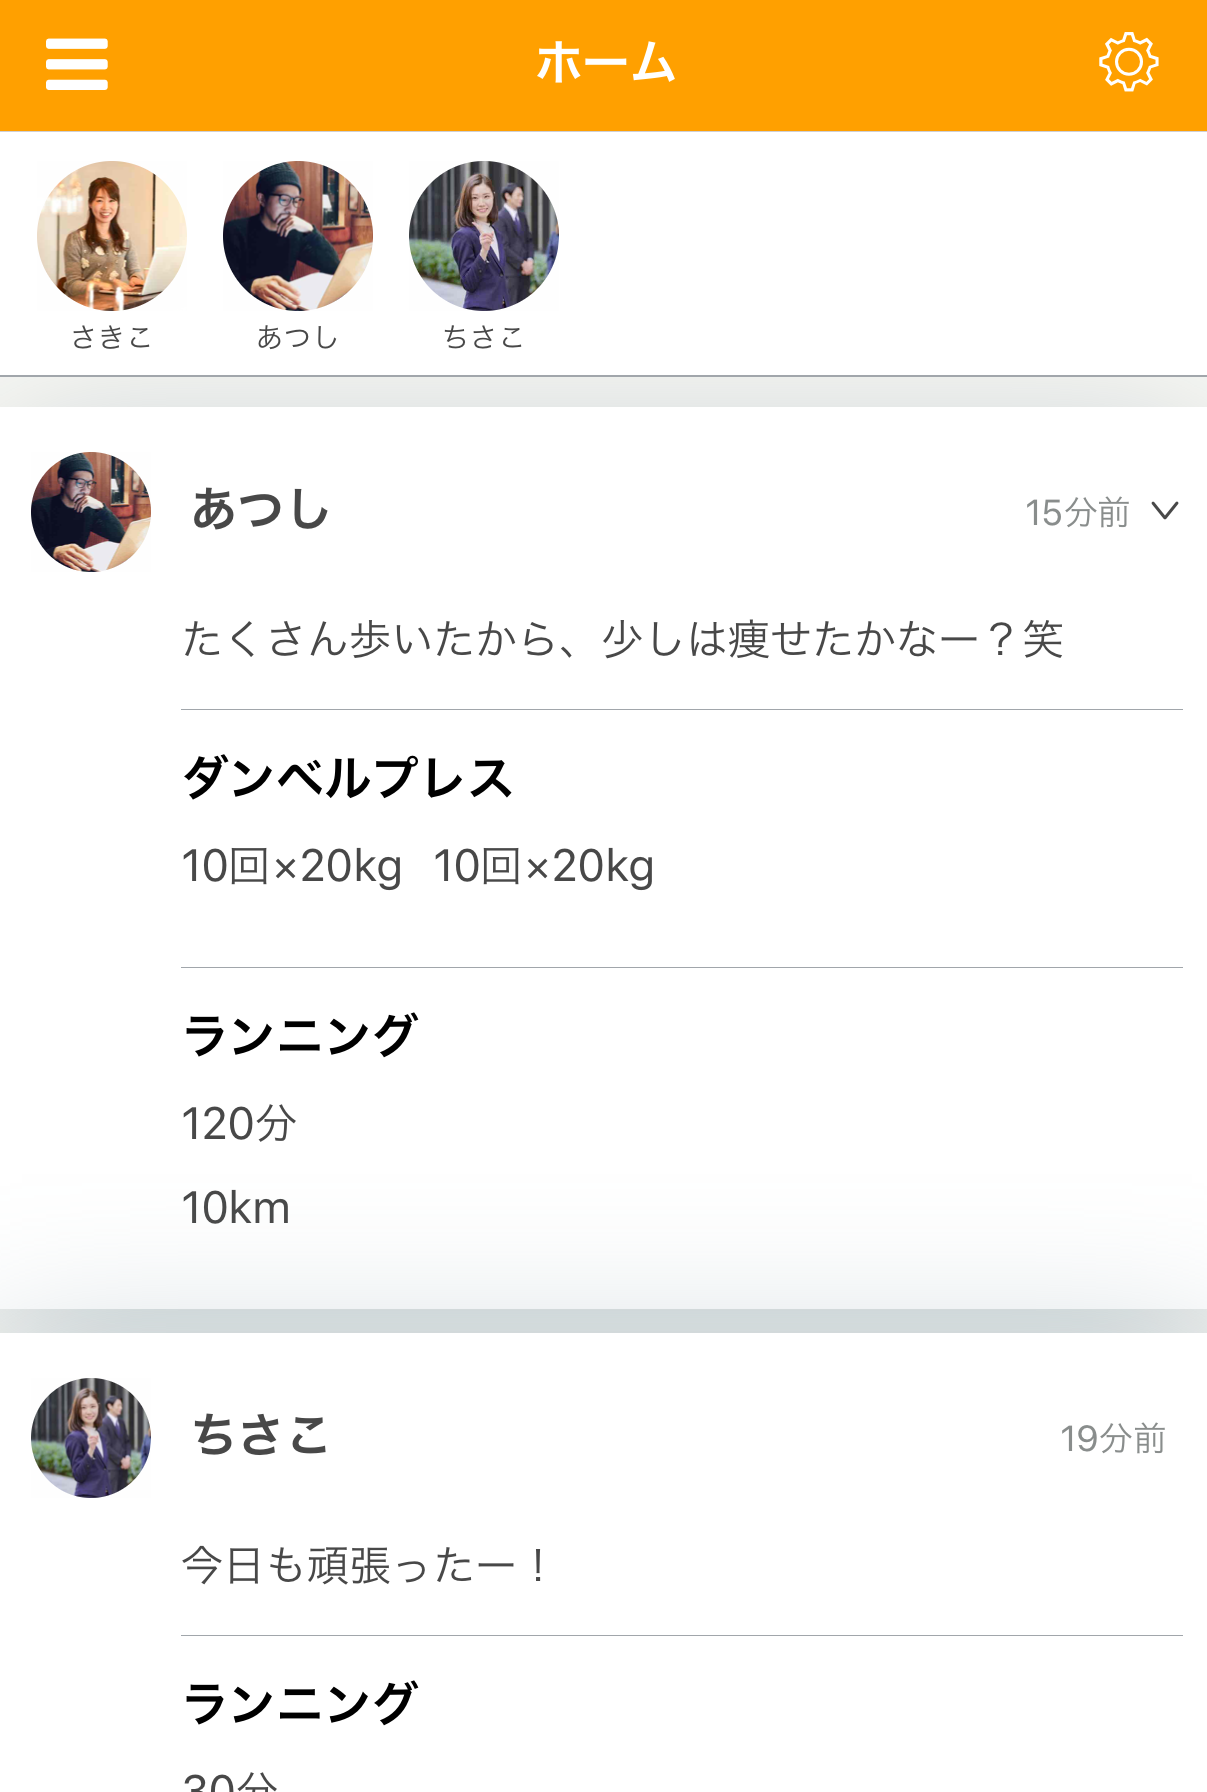 ホーム
さきこ
あつし
ちさこ
あつし
15分前
たくさん歩いたから、少しは痩せたかなー？笑
ダンベルプレス
10回×20kg 10回×20kg
ランニング
120分
10km
ちさこ
19分前
今日も頑張ったー！
ランニング
30分